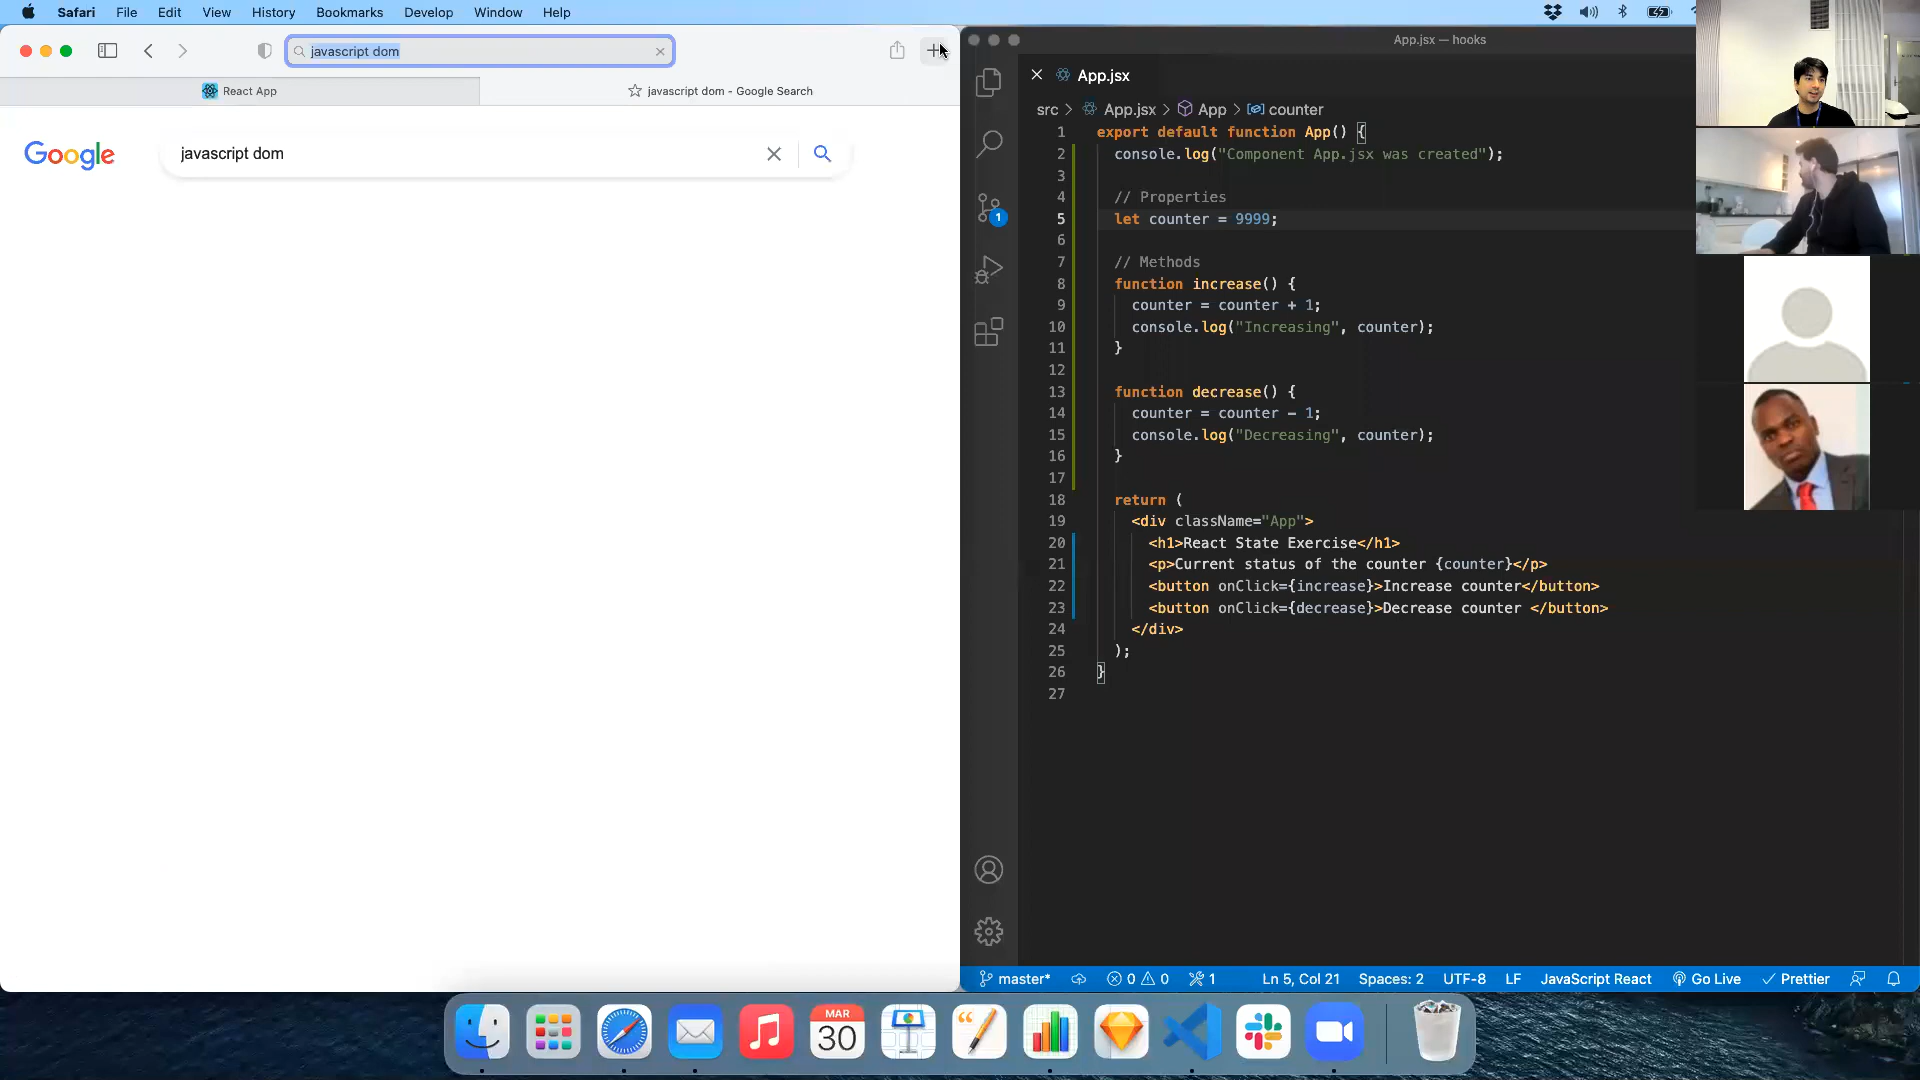 Safari File Edit View History Bookmarks Develop Window Help
javascript dom
React App
javascript dom - Google Search
Google
javascript dom
App.jsx — hooks
App.jsx
src > App.jsx > App > counter
1 export default function App() {
2 console.log("Component App.jsx was created");
3
4 // Properties
5 let counter = 9999;
6
7 // Methods
8 function increase() {
9 counter = counter + 1;
10 console.log("Increasing", counter);
11 }
12
13 function decrease() {
14 counter = counter - 1;
15 console.log("Decreasing", counter);
16 }
17
18 return (
19 <div className="App">
20 <h1>React State Exercise</h1>
21 <p>Current status of the counter {counter}</p>
22 <button onClick={increase}>Increase counter</button>
23 <button onClick={decrease}>Decrease counter </button>
24 </div>
25 );
26 }
27
1
master* 0 0 1 Ln 5, Col 21 Spaces: 2 UTF-8 LF JavaScript React Go Live Prettier
MAR
30